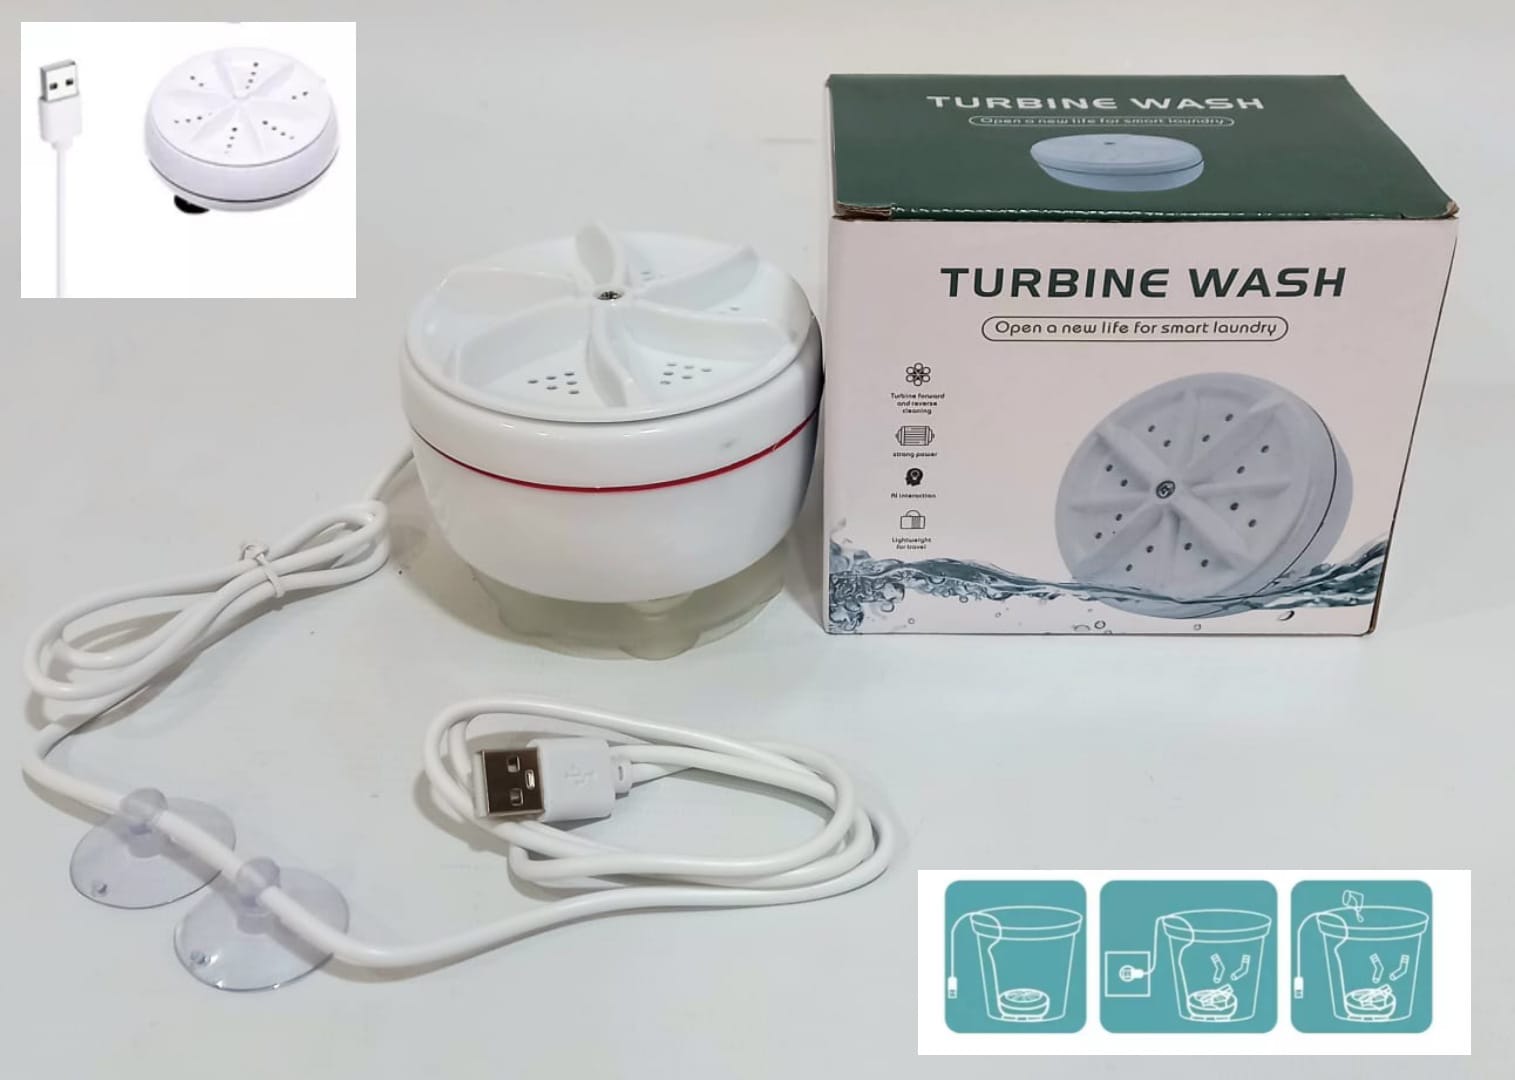 TURBINE WASH
Open a new life for smart laundry
TURBINE WASH
Open a new life for smart laundry
Turbine forward
and reverse
cleaning
strong power
AI interaction
Lightweight
for travel